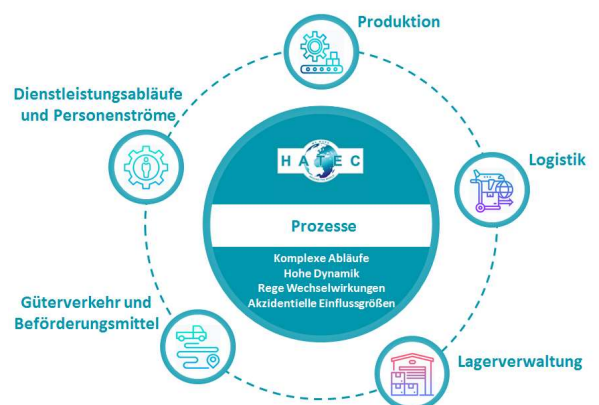 Produktion
Dienstleistungsabläufe
und Personenströme
HATEC
Logistik
Prozesse
Komplexe Abläufe
Hohe Dynamik
Rege Wechselwirkungen
Akzidentielle Einflussgrößen
Güterverkehr und
Beförderungsmittel
Lagerverwaltung